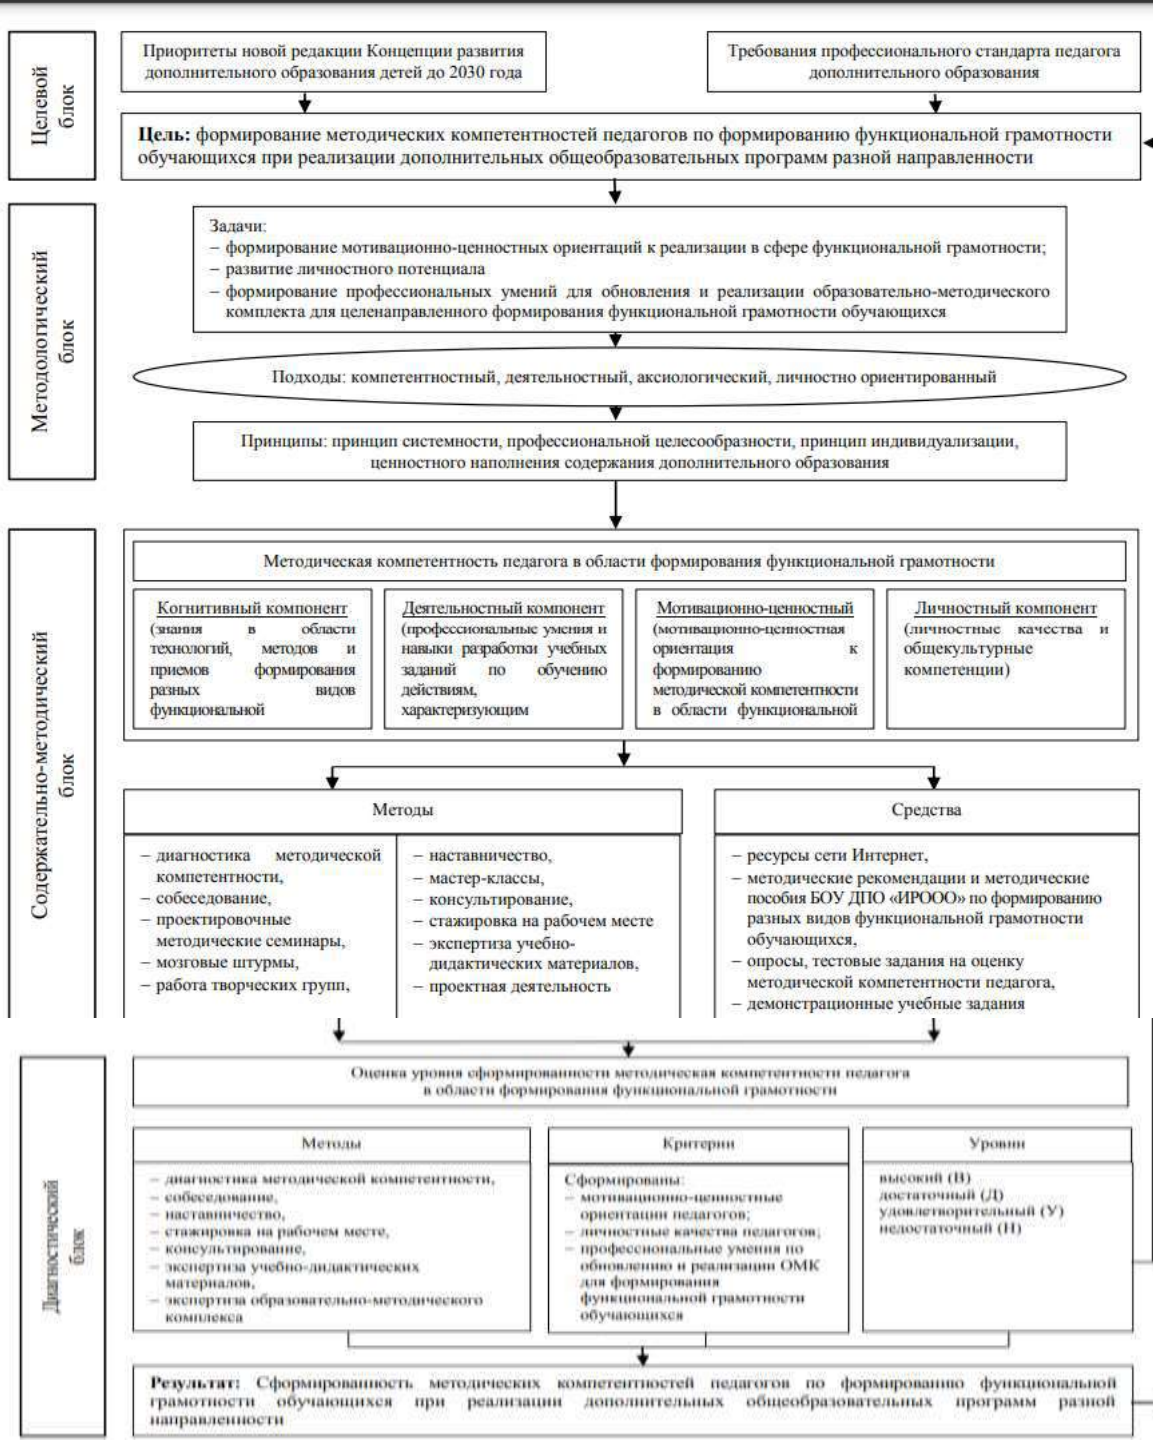 Целевой
блок
Приоритеты новой редакции Концепции развития
дополнительного образования детей до 2030 года
Требования профессионального стандарта педагога
дополнительного образования
Цель: формирование методических компетентностей педагогов по формированию функциональной грамотности
обучающихся при реализации дополнительных общеобразовательных программ разной направленности
Методологический
блок
Задачи:
– формирование мотивационно-ценностных ориентаций к реализации в сфере функциональной грамотности;
– развитие личностного потенциала
– формирование профессиональных умений для обновления и реализации образовательно-методического
комплекта для целенаправленного формирования функциональной грамотности обучающихся
Подходы: компетентностный, деятельностный, аксиологический, личностно ориентированный
Принципы: принцип системности, профессиональной целесообразности, принцип индивидуализации,
ценностного наполнения содержания дополнительного образования
Содержательно-методический
блок
Методическая компетентность педагога в области формирования функциональной грамотности
Когнитивный компонент
(знания в области
технологий, методов и
приемов формирования
разных видов
функциональной
Деятельностный компонент
(профессиональные умения и
навыки разработки учебных
заданий по обучению
действиям,
характеризующим
Мотивационно-ценностный
(мотивационно-ценностная
ориентация к
формированию
методической компетентности
в области функциональной
Личностный компонент
(личностные качества и
общекультурные
компетенции)
Методы
– диагностика методической
компетентности,
– собеседование,
– проектировочные
методические семинары,
– мозговые штурмы,
– работа творческих групп,
– наставничество,
– мастер-классы,
– консультирование,
– стажировка на рабочем месте
– экспертиза учебно-
дидактических материалов,
– проектная деятельность
Средства
– ресурсы сети Интернет,
– методические рекомендации и методические
пособия БОУ ДПО «ИРООО» по формированию
разных видов функциональной грамотности
обучающихся,
– опросы, тестовые задания на оценку
методической компетентности педагога,
– демонстрационные учебные задания
Диагностический
блок
Оценка уровня сформированности методическая компетентности педагога
в области формирования функциональной грамотности
Методы
– диагностика методической компетентности,
– собеседование,
– наставничество,
– стажировка на рабочем месте,
– консультирование,
– экспертиза учебно-дидактических
материалов,
– экспертиза образовательно-методического
комплекса
Критерии
Сформированы:
– мотивационно-ценностные
ориентации педагогов;
– личностные качества педагогов;
– профессиональные умения по
обновлению и реализации ОМК
для формирования
функциональной грамотности
обучающихся
Уровни
высокий (В)
достаточный (Д)
удовлетворительный (У)
недостаточный (Н)
Результат: Сформированность методических компетентностей педагогов по формированию функциональной
грамотности обучающихся при реализации дополнительных общеобразовательных программ разной
направленности